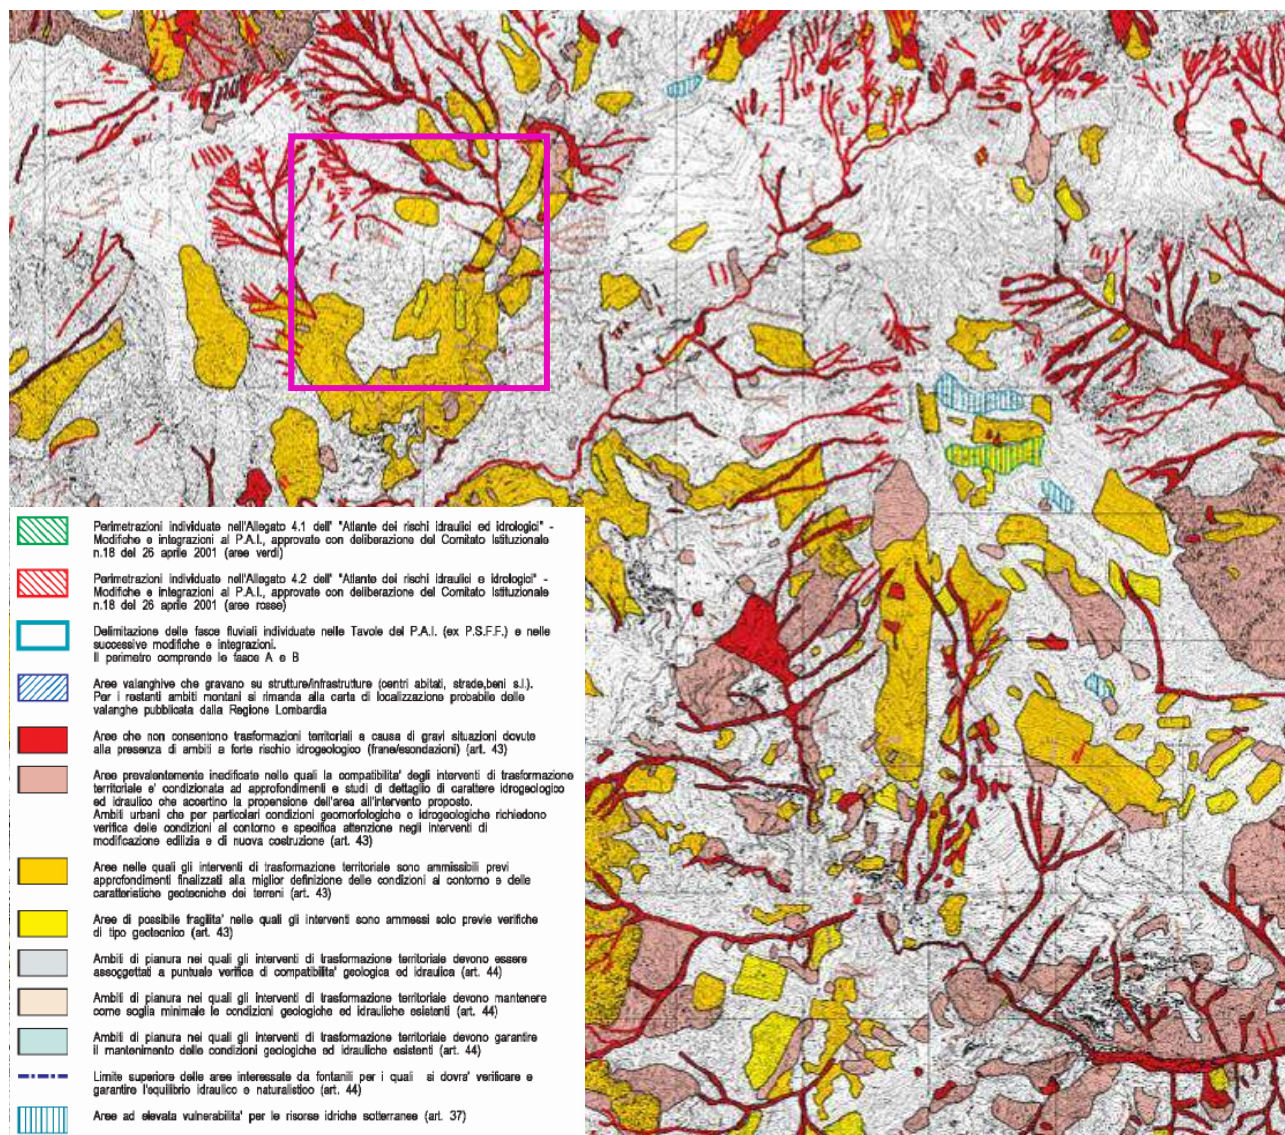 Perimetrazioni individuate nell'Allegato 4.1 dell' "Atlante dei rischi idraulici ed idrologici" -
Modifiche e integrazioni al P.A.I., approvate con deliberazione del Comitato Istituzionale
n.18 del 26 aprile 2001 (aree verdi)
Perimetrazioni individuate nell'Allegato 4.2 dell' "Atlante dei rischi idraulici e idrologici" -
Modifiche e integrazioni al P.A.I., approvate con deliberazione del Comitato Istituzionale
n.18 del 26 aprile 2001 (aree rosse)
Delimitazione delle fasce fluviali individuate nelle Tavole del P.A.I. (ex P.S.F.F.) e nelle
successive modifiche e integrazioni.
Il perimetro comprende le fasce A e B
Aree valanghive che gravano su strutture/infrastrutture (centri abitati, strade,beni s.l.).
Per i restanti ambiti montani si rimanda alla carta di localizzazione probabile delle
valanghe pubblicata dalla Regione Lombardia
Aree che non consentono trasformazioni territoriali a causa di gravi situazioni dovute
alla presenza di ambiti a forte rischio idrogeologico (frane/esondazioni) (art. 43)
Aree prevalentemente inedificate nelle quali la compatibilita' degli interventi di trasformazione
territoriale e' condizionata ad approfondimenti e studi di dettaglio di carattere idrogeologico
ed idraulico che accertino la propensione dell'area all'intervento proposto.
Ambiti urbani che per particolari condizioni geomorfologiche o idrogeologiche richiedono
verifica delle condizioni al contorno e specifica attenzione negli interventi di
modificazione edilizia e di nuova costruzione (art. 43)
Aree nelle quali gli interventi di trasformazione territoriale sono ammissibili previ
approfondimenti finalizzati alla miglior definizione delle condizioni al contorno e delle
caratteristiche geotecniche dei terreni (art. 43)
Aree di possibile fragilita' nelle quali gli interventi sono ammessi solo previe verifiche
di tipo geotecnico (art. 43)
Ambiti di pianura nei quali gli interventi di trasformazione territoriale devono essere
assoggettati a puntuale verifica di compatibilita' geologica ed idraulica (art. 44)
Ambiti di pianura nei quali gli interventi di trasformazione territoriale devono mantenere
come soglia minimale le condizioni geologiche ed idrauliche esistenti (art. 44)
Ambiti di pianura nei quali gli interventi di trasformazione territoriale devono garantire
il mantenimento delle condizioni geologiche ed idrauliche esistenti (art. 44)
Limite superiore delle aree interessate da fontanili per i quali si dovra' verificare e
garantire l'equilibrio idraulico e naturalistico (art. 44)
Aree ad elevata vulnerabilita' per le risorse idriche sotterranee (art. 37)